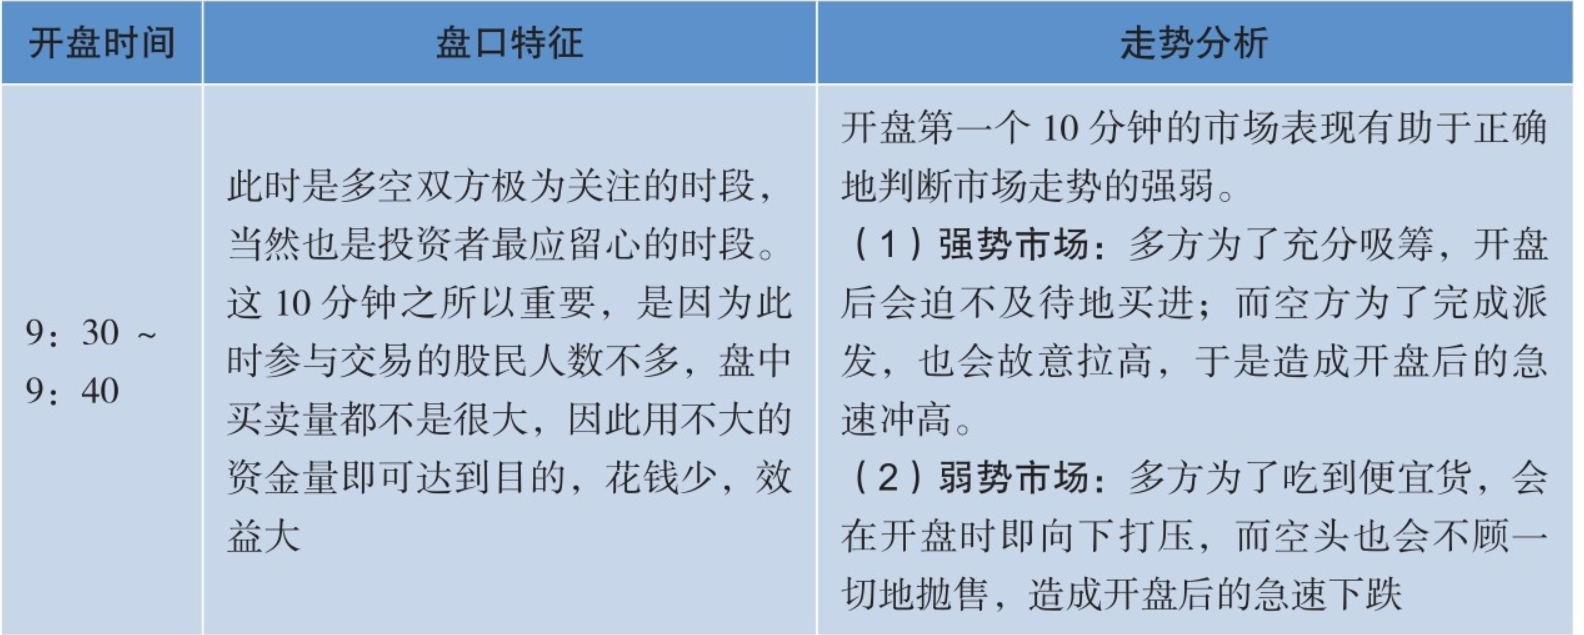 开盘时间
盘口特征
走势分析
9：30 ~
9：40
此时是多空双方极为关注的时段，
当然也是投资者最应留心的时段。
这 10 分钟之所以重要，是因为此
时参与交易的股民人数不多，盘中
买卖量都不是很大，因此用不大的
资金量即可达到目的，花钱少，效
益大
开盘第一个 10 分钟的市场表现有助于正确
地判断市场走势的强弱。
（1）强势市场：多方为了充分吸筹，开盘
后会迫不及待地买进；而空方为了完成派
发，也会故意拉高，于是造成开盘后的急
速冲高。
（2）弱势市场：多方为了吃到便宜货，会
在开盘时即向下打压，而空头也会不顾一
切地抛售，造成开盘后的急速下跌